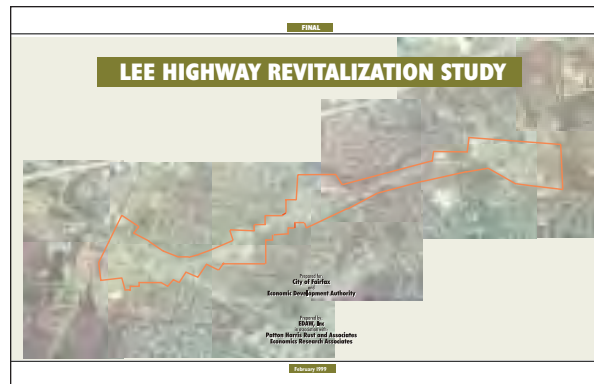 FINAL
LEE HIGHWAY REVITALIZATION STUDY
Prepared for:
City of Fairfax
and
Economic Development Authority
Prepared by:
EDAW, Inc
in association with:
Patton Harris Rust and Associates
Economics Research Associates
February 1999